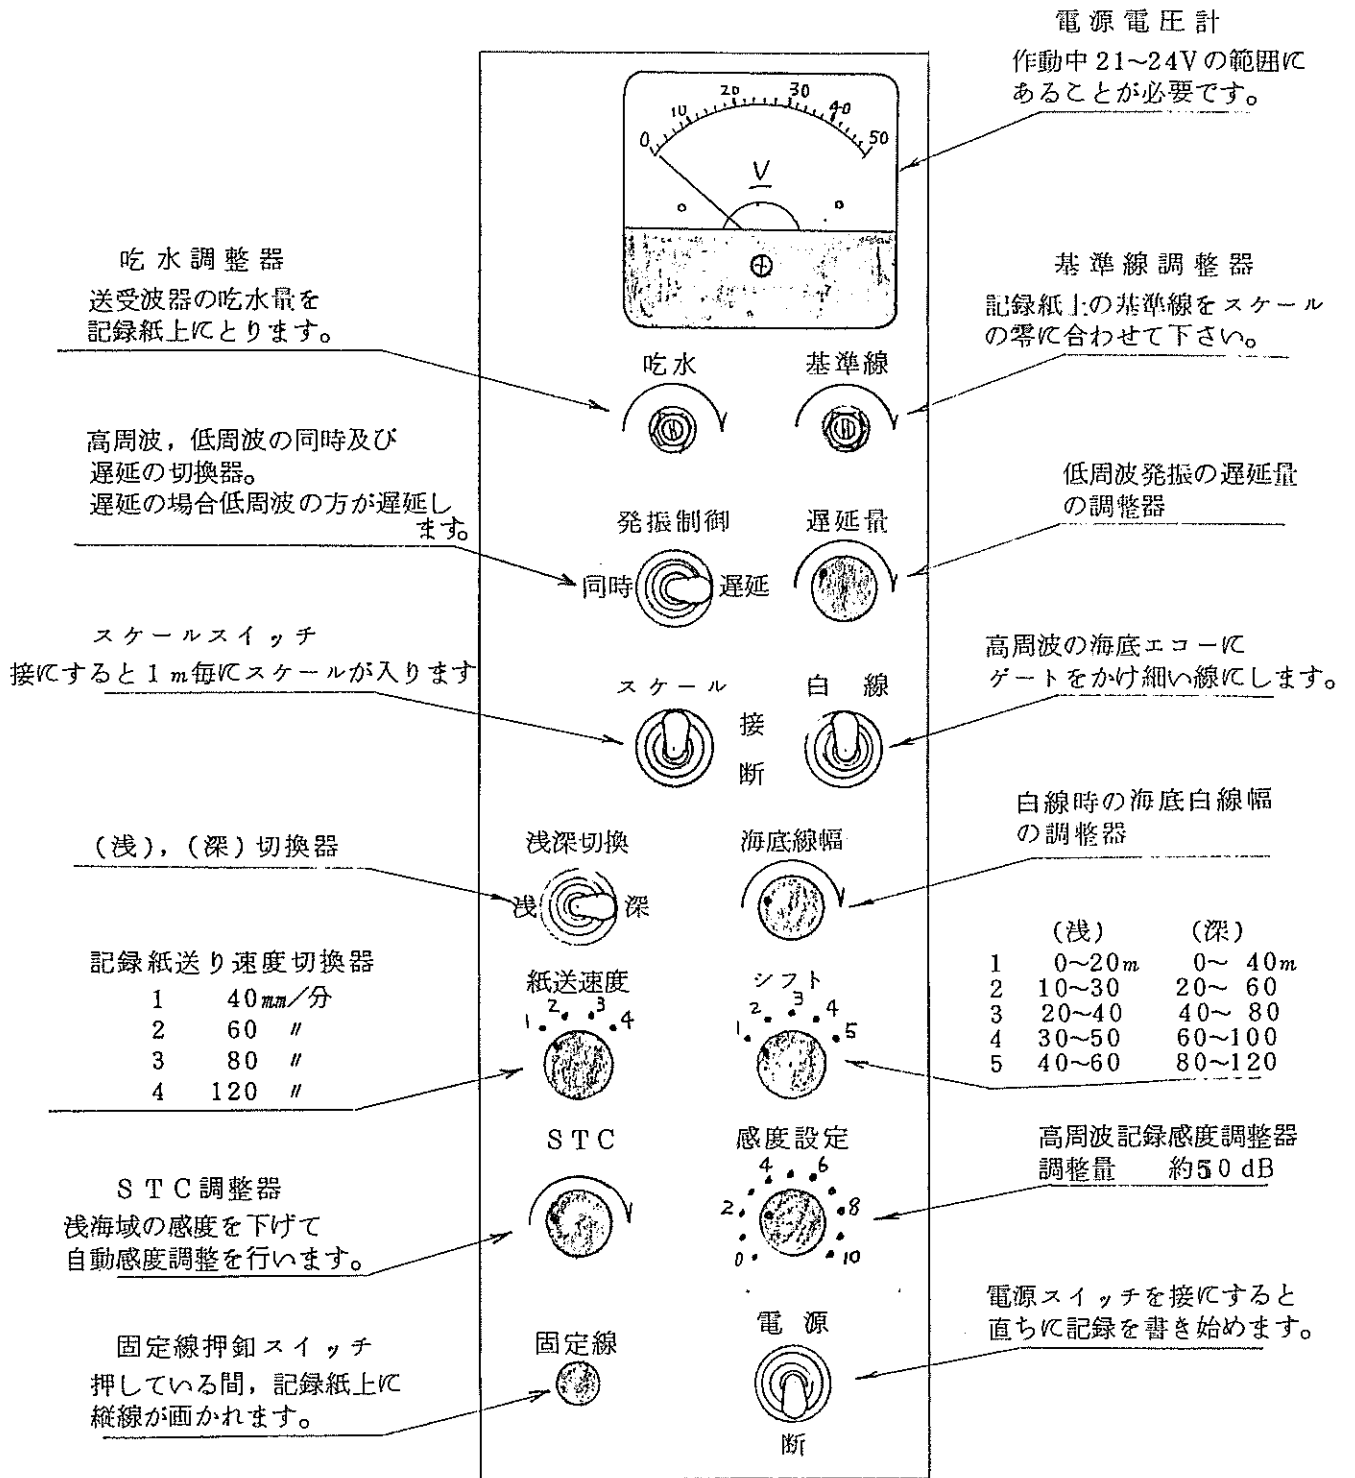 電源電圧計
作動中 21~24Vの範囲に
あることが必要です。
0 10 20 30 40 50
V
吃水調整器
送受波器の吃水量を
記録紙上にとります。
基準線調整器
記録紙上の基準線をスケール
の零に合わせて下さい。
吃水
基準線
高周波,低周波の同時及び
遅延の切換器。
遅延の場合低周波の方が遅延し
ます。
低周波発振の遅延量
の調整器
発振制御
遅延量
同時
遅延
スケールスイッチ
接にすると1m毎にスケールが入ります
高周波の海底エコーに
ゲートをかけ細い線にします。
スケール
白線
接
断
(浅),(深)切換器
白線時の海底白線幅
の調整器
浅深切換
海底線幅
浅
深
記録紙送り速度切換器
1 40mm/分
2 60 〃
3 80 〃
4 120 〃
紙送速度
1 2 3 4
シフト
1 2 3 4 5
(浅) (深)
1 0~20m 0~ 40m
2 10~30 20~ 60
3 20~40 40~ 80
4 30~50 60~100
5 40~60 80~120
STC
感度設定
0 2 4 6 8 10
高周波記録感度調整器
調整量 約50dB
STC調整器
浅海域の感度を下げて
自動感度調整を行います。
電源スイッチを接にすると
直ちに記録を書き始めます。
固定線押釦スイッチ
押している間,記録紙上に
縦線が画かれます。
固定線
電源
断